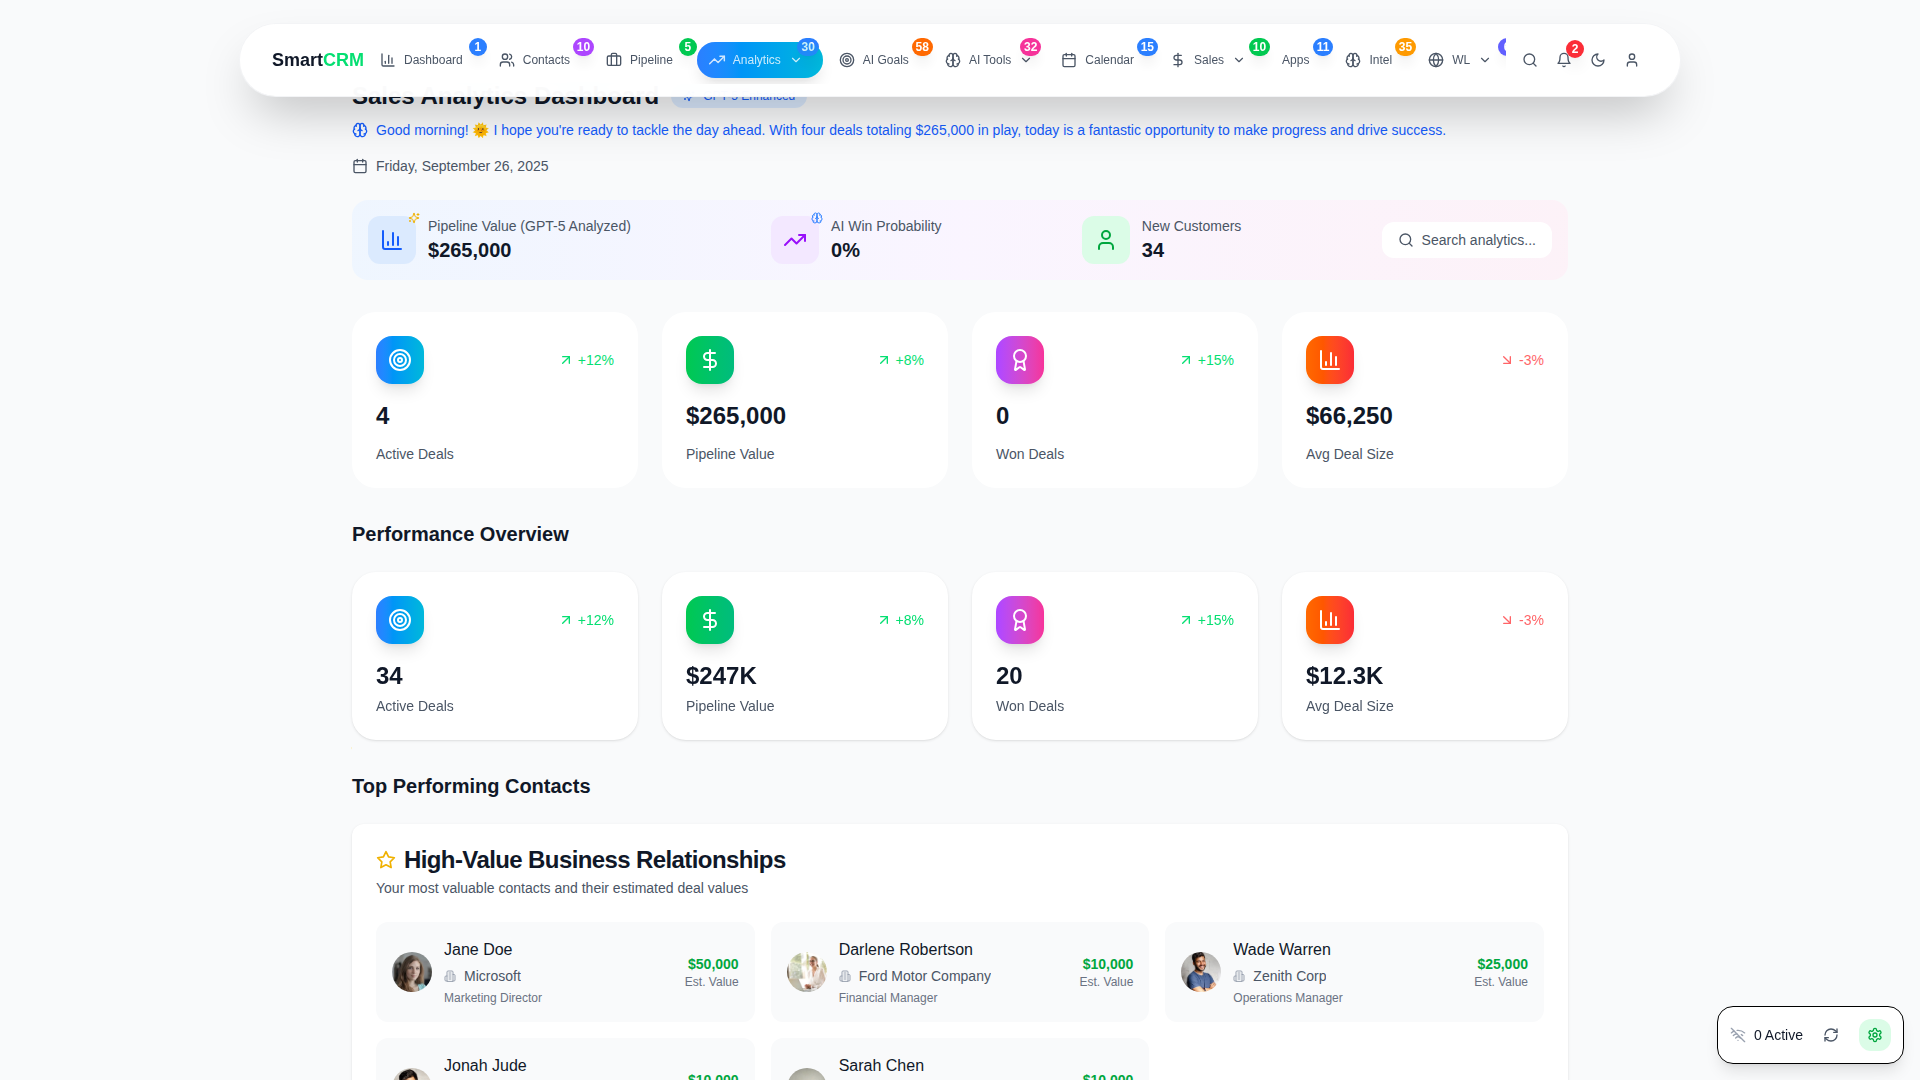 SmartCRM
Dashboard 1
Contacts 10
Pipeline 5
Analytics 30
AI Goals 58
AI Tools 32
Calendar 15
Sales 10
Apps 11
Intel 35
WL
2
Sales Analytics Dashboard GPT-5 Enhanced
Good morning! 🌞 I hope you're ready to tackle the day ahead. With four deals totaling $265,000 in play, today is a fantastic opportunity to make progress and drive success.
Friday, September 26, 2025
Pipeline Value (GPT-5 Analyzed)
$265,000
AI Win Probability
0%
New Customers
34
Search analytics...
+12%
4
Active Deals
+8%
$265,000
Pipeline Value
+15%
0
Won Deals
-3%
$66,250
Avg Deal Size
Performance Overview
+12%
34
Active Deals
+8%
$247K
Pipeline Value
+15%
20
Won Deals
-3%
$12.3K
Avg Deal Size
Top Performing Contacts
High-Value Business Relationships
Your most valuable contacts and their estimated deal values
Jane Doe
Microsoft
Marketing Director
$50,000
Est. Value
Darlene Robertson
Ford Motor Company
Financial Manager
$10,000
Est. Value
Wade Warren
Zenith Corp
Operations Manager
$25,000
Est. Value
Jonah Jude
$10,000
Sarah Chen
$10,000
0 Active